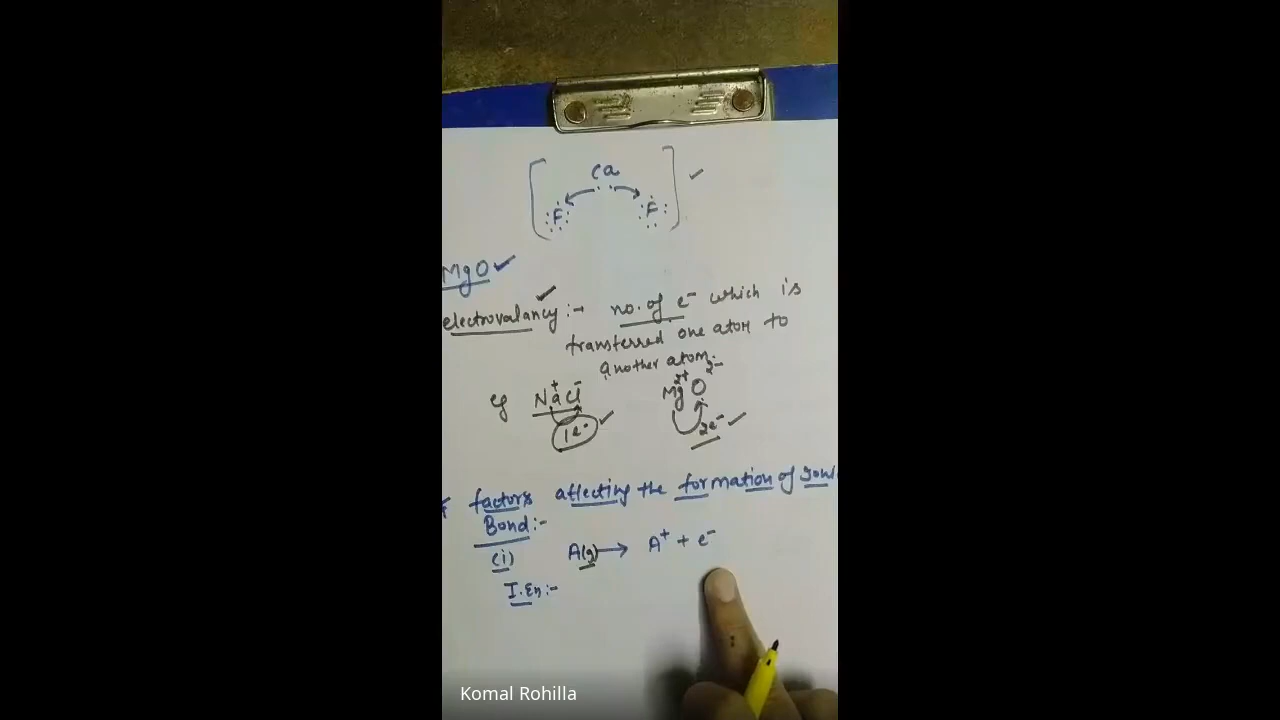 Ca
F F
MgO
electrovalancy :- no. of e⁻ which is
transferred one atom to
another atom.
eg Na⁺Cl⁻ Mg²⁺O²⁻
1e⁻ 2e⁻
factors affecting the formation of
Bond:-
(i) A(g) → A⁺ + e⁻
I.En:-
Komal Rohilla